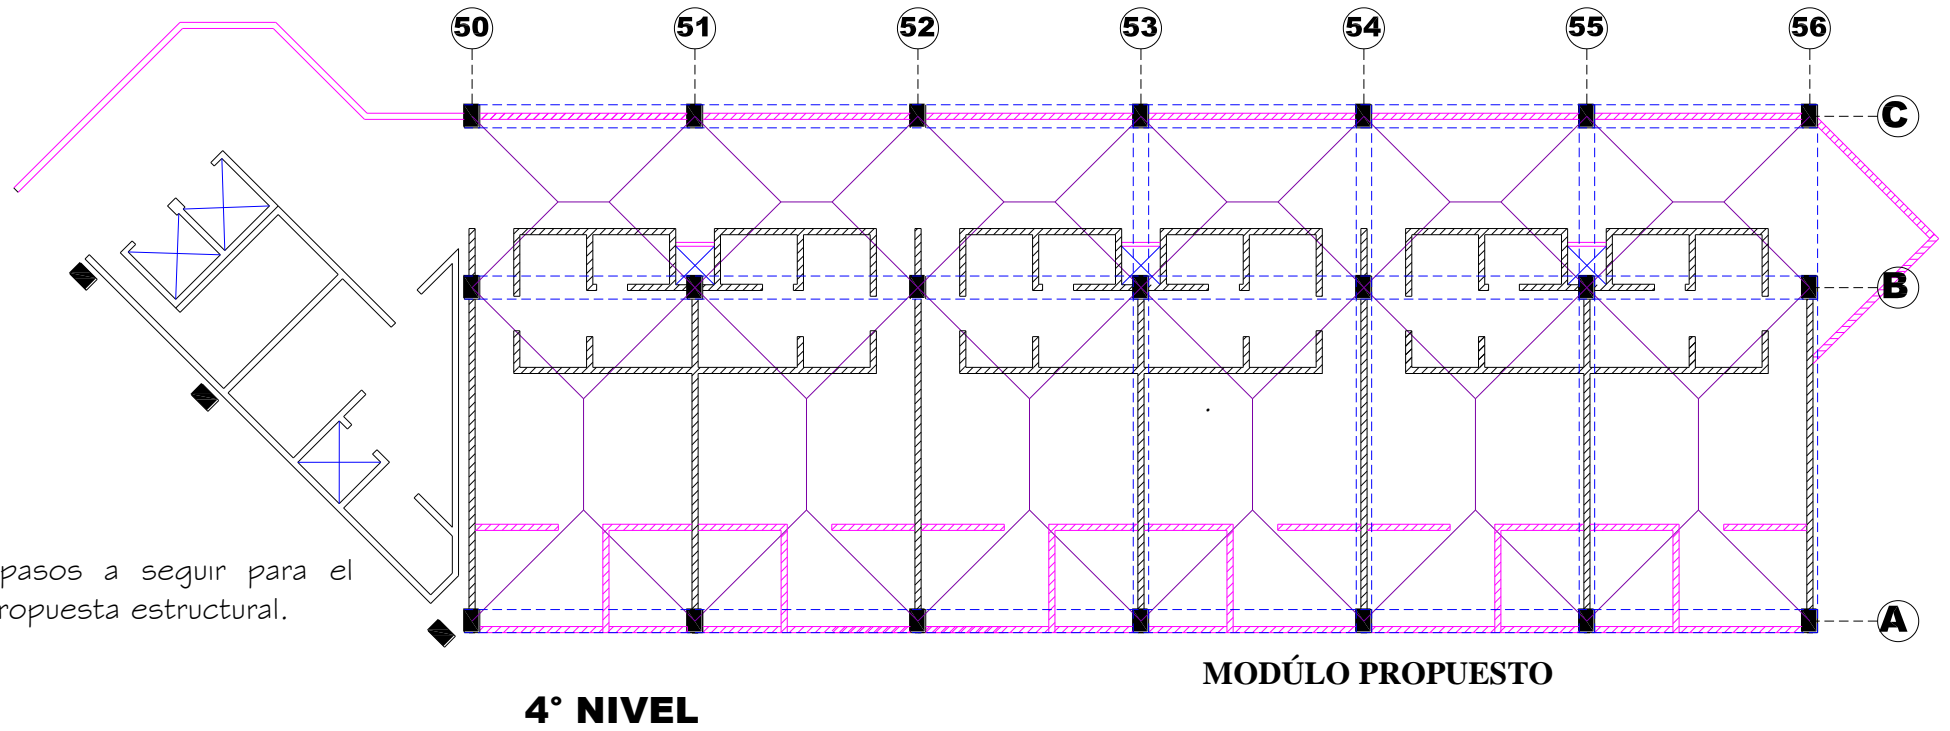 50 51 52 53 54 55 56
C
B
pasos a seguir para el
ropuesta estructural.
A
MODÚLO PROPUESTO
4° NIVEL